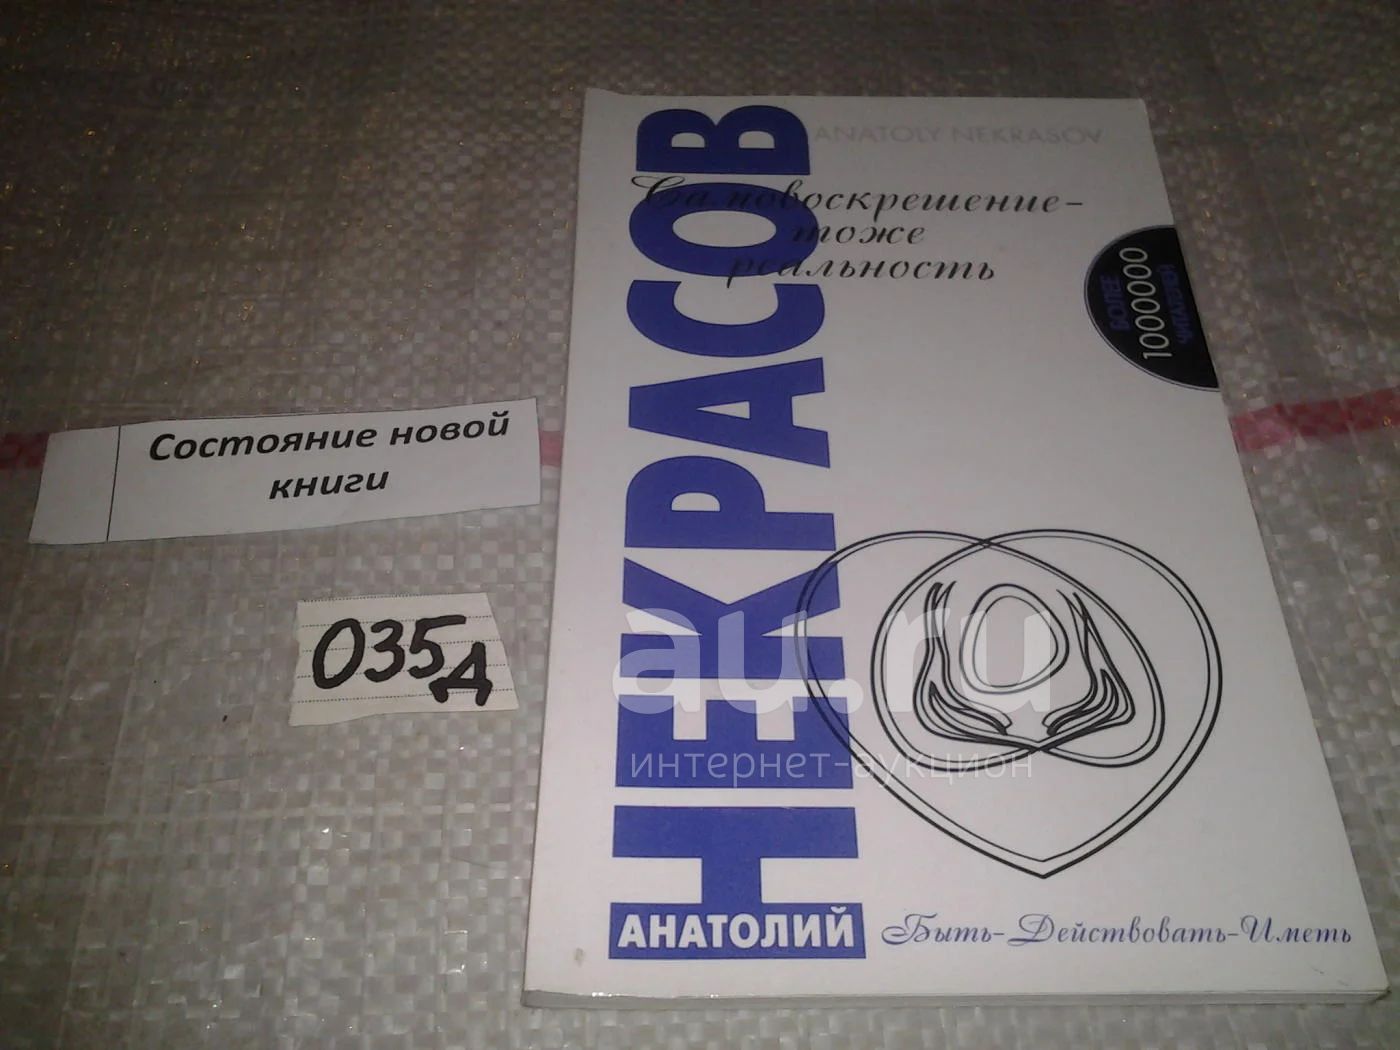 ANATOLY NEKRASOV
Самовоскрешение-
тоже
реальность
БОЛЕЕ
1000000
ЧИТАТЕЛЕЙ
НЕКРАСОВ
АНАТОЛИЙ
Быть-Действовать-Иметь
Состояние новой
книги
035д
au.ru
интернет-аукцион